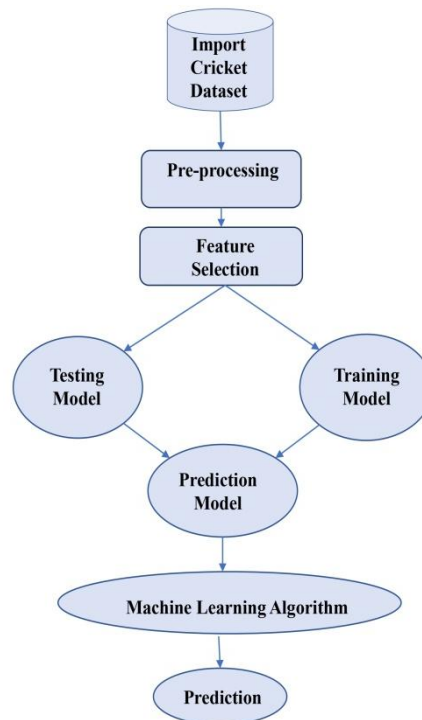 Import
Cricket
Dataset
Pre-processing
Feature
Selection
Testing
Model
Training
Model
Prediction
Model
Machine Learning Algorithm
Prediction